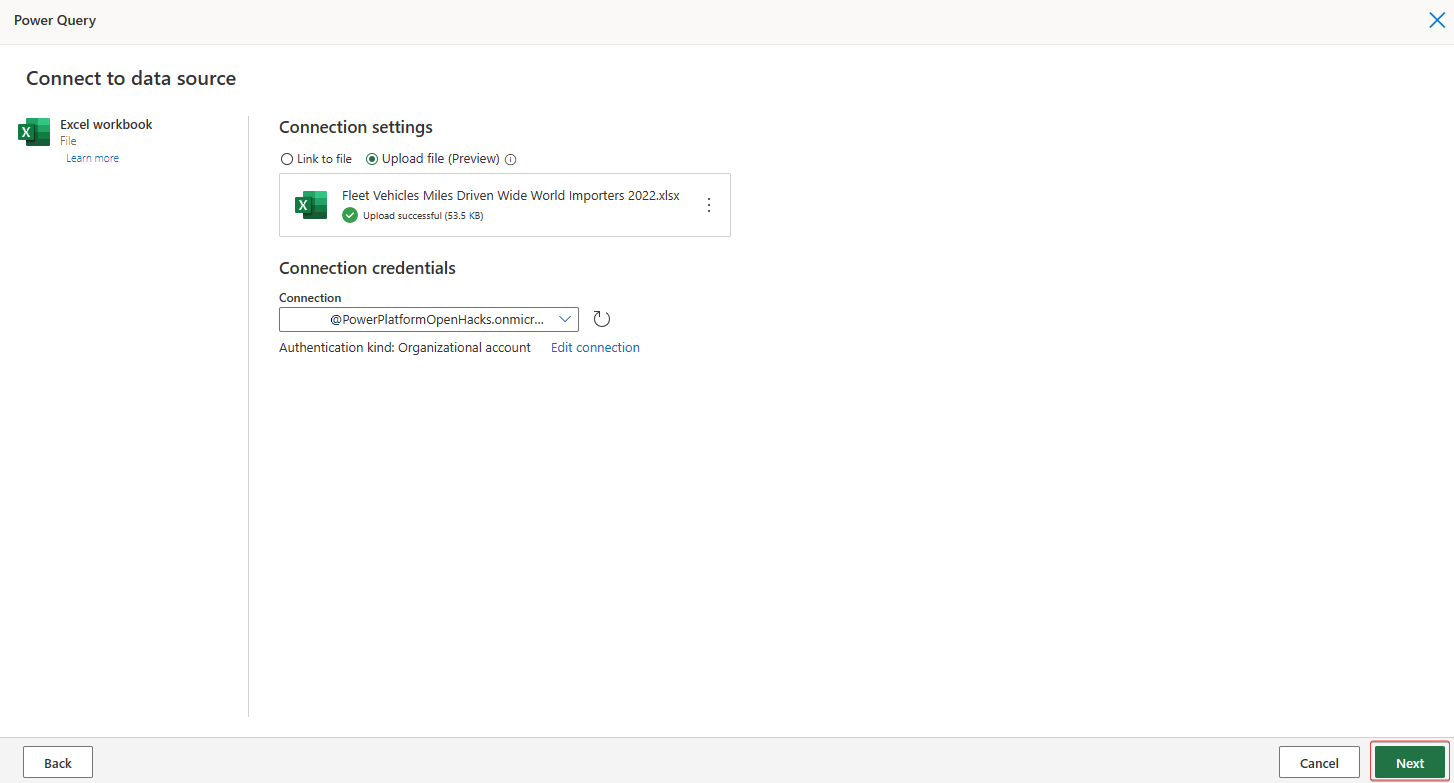 Power Query
Connect to data source
Excel workbook
File
Learn more
Connection settings
Link to file Upload file (Preview)
Fleet Vehicles Miles Driven Wide World Importers 2022.xlsx
Upload successful (53.5 KB)
Connection credentials
Connection
@PowerPlatformOpenHacks.onmicr...
Authentication kind: Organizational account Edit connection
Back Cancel Next